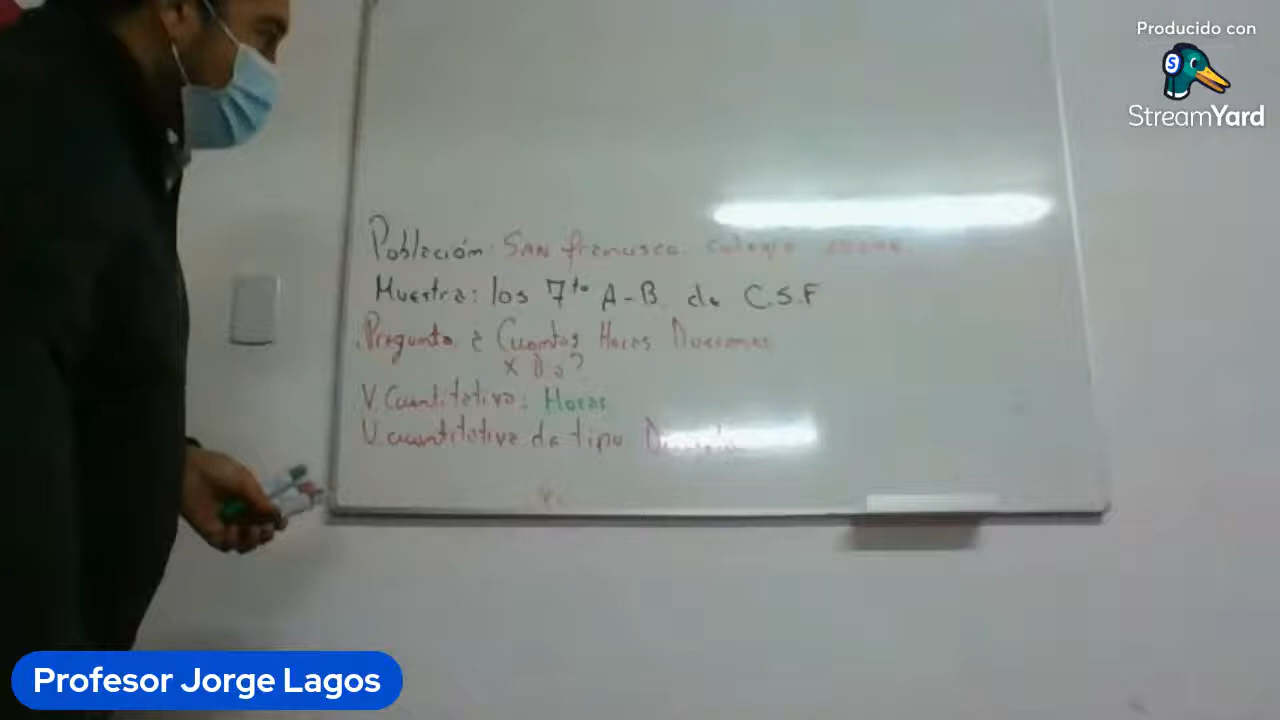 Producido con
StreamYard
Población: San francisco. Colegio
Muestra: los 7to A-B de C.S.F
Pregunta ¿ Cuantas Horas Duermes
x Día?
V. Cuantitativa: Horas
V. cuantitativa de tipo
Profesor Jorge Lagos